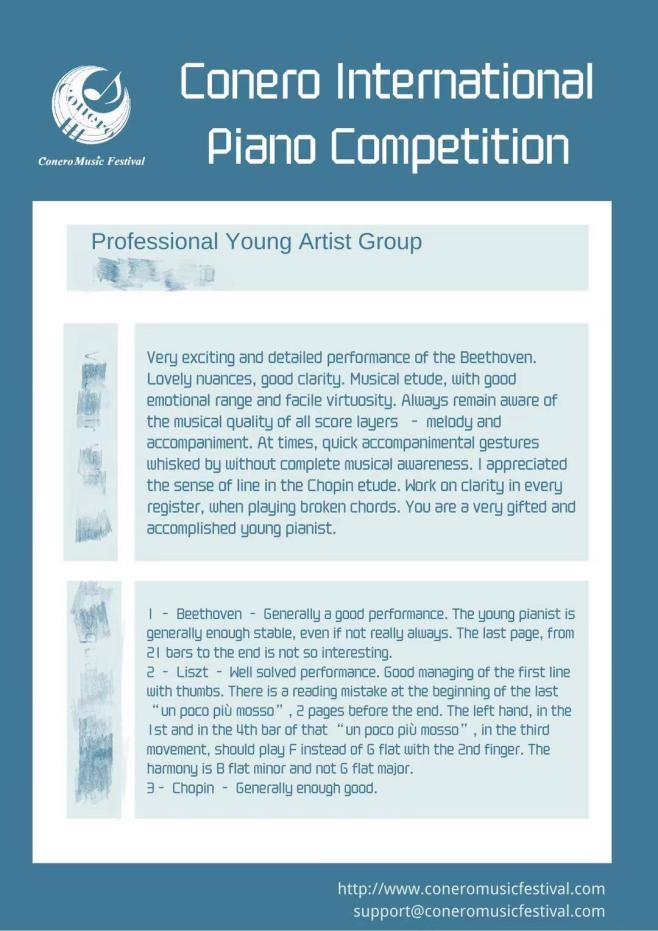 Conero International
Piano Competition
Conero
Conero Music Festival
Professional Young Artist Group
Very exciting and detailed performance of the Beethoven.
Lovely nuances, good clarity. Musical etude, with good
emotional range and facile virtuosity. Always remain aware of
the musical quality of all score layers - melody and
accompaniment. At times, quick accompanimental gestures
whisked by without complete musical awareness. I appreciated
the sense of line in the Chopin etude. Work on clarity in every
register, when playing broken chords. You are a very gifted and
accomplished young pianist.
1 - Beethoven - Generally a good performance. The young pianist is
generally enough stable, even if not really always. The last page, from
21 bars to the end is not so interesting.
2 - Liszt - Well solved performance. Good managing of the first line
with thumbs. There is a reading mistake at the beginning of the last
“un poco più mosso”, 2 pages before the end. The left hand, in the
1st and in the 4th bar of that “un poco più mosso”, in the third
movement, should play F instead of G flat with the 2nd finger. The
harmony is B flat minor and not G flat major.
3 - Chopin - Generally enough good.
http://www.coneromusicfestival.com
support@coneromusicfestival.com